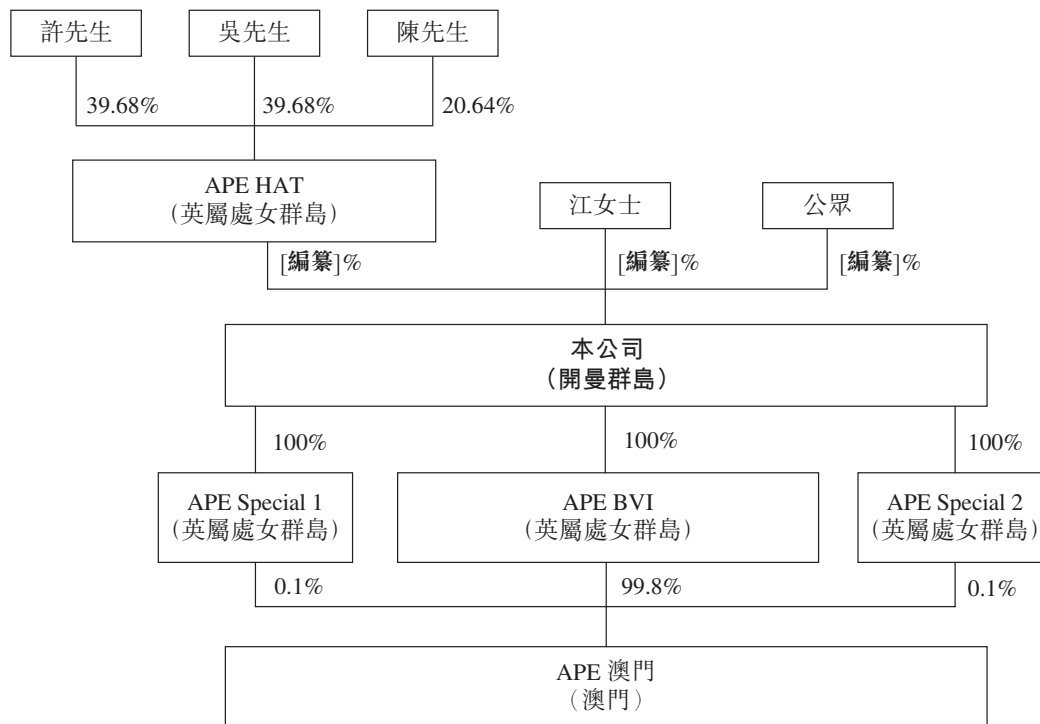 許先生
吳先生
陳先生
39.68%
39.68%
20.64%
APE HAT
（英屬處女群島）
江女士
公眾
[編纂]%
[編纂]%
[編纂]%
本公司
（開曼群島）
100%
100%
100%
APE Special 1
（英屬處女群島）
APE BVI
（英屬處女群島）
APE Special 2
（英屬處女群島）
0.1%
99.8%
0.1%
APE 澳門
（澳門）